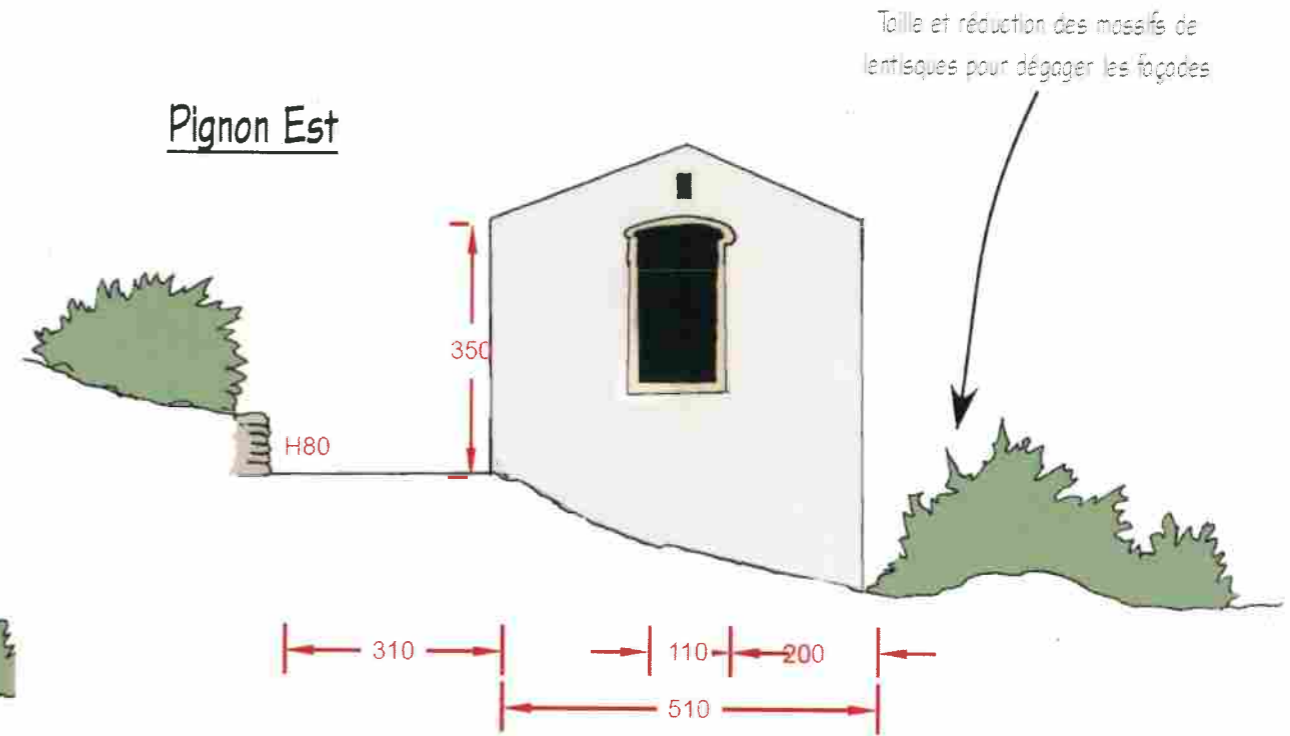 Taille et réduction des massifs de
lentisques pour dégager les façades
Pignon Est
350
H80
310
110
200
510